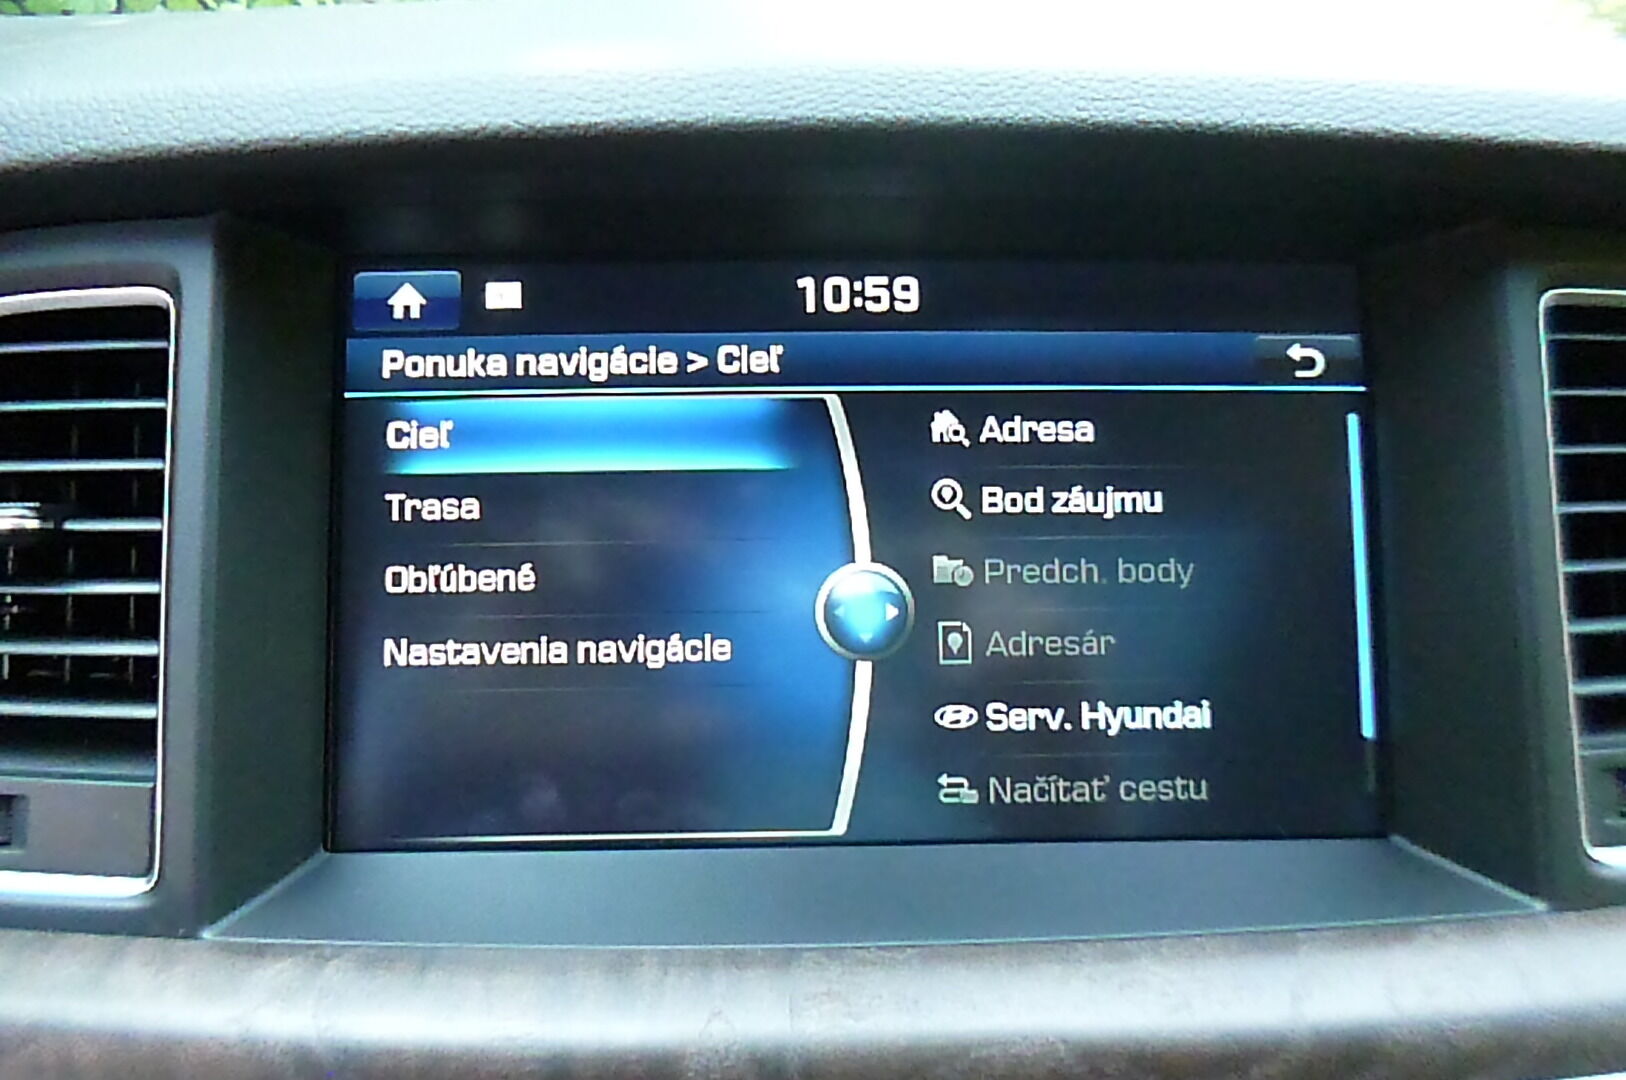 10:59
Ponuka navigácie > Cieľ
Cieľ
Trasa
Obľúbené
Nastavenia navigácie
Adresa
Bod záujmu
Predch. body
Adresár
Serv. Hyundai
Načítať cestu